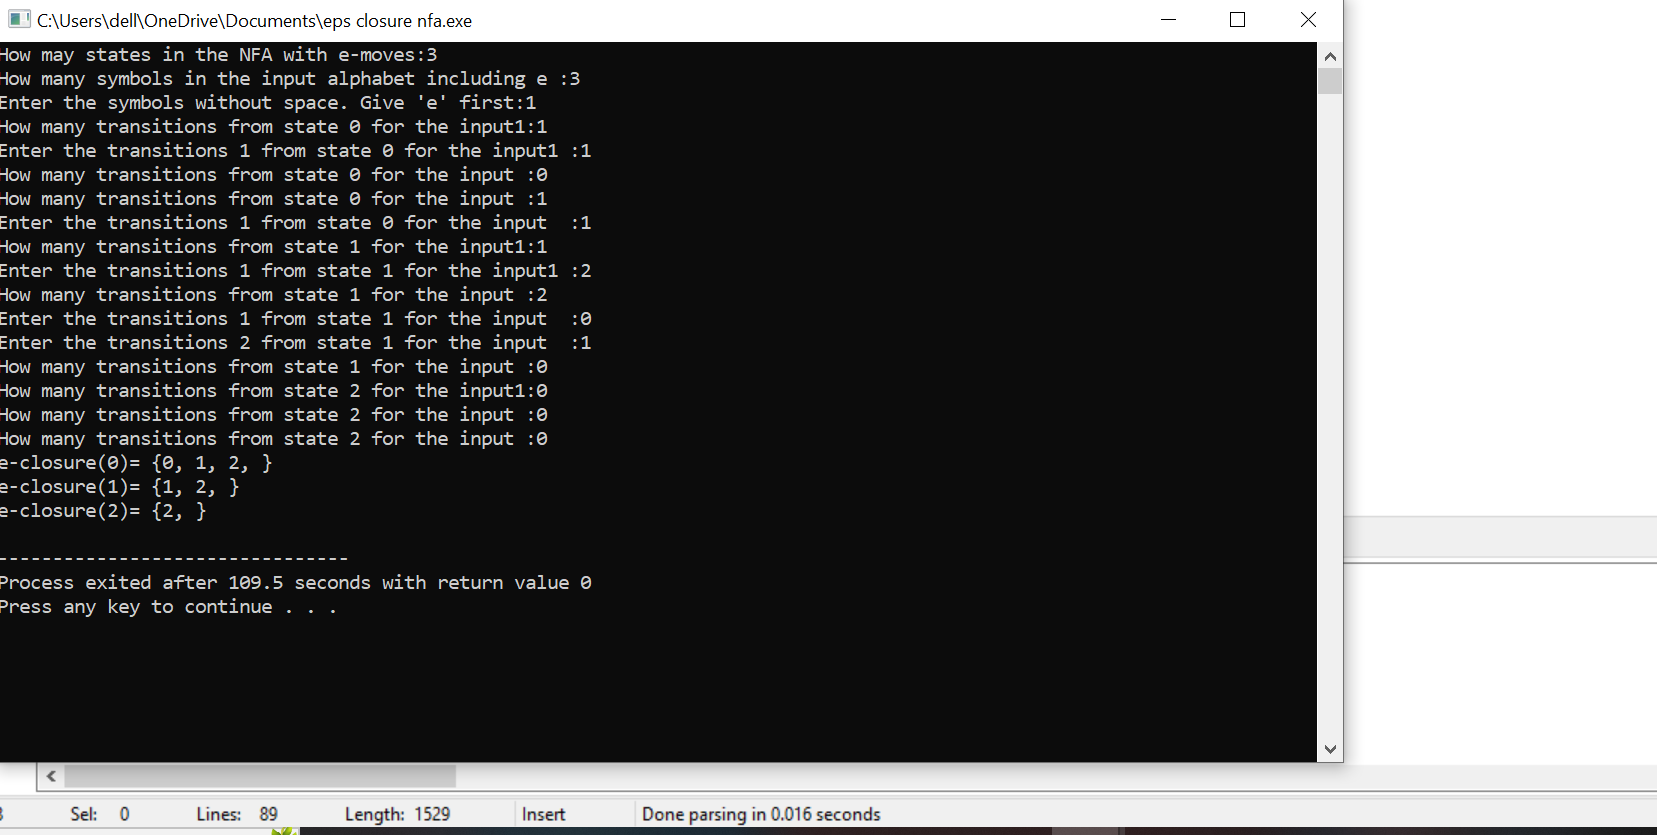 C:\Users\dell\OneDrive\Documents\eps closure nfa.exe
How may states in the NFA with e-moves:3
How many symbols in the input alphabet including e :3
Enter the symbols without space. Give 'e' first:1
How many transitions from state 0 for the input1:1
Enter the transitions 1 from state 0 for the input1 :1
How many transitions from state 0 for the input :0
How many transitions from state 0 for the input :1
Enter the transitions 1 from state 0 for the input  :1
How many transitions from state 1 for the input1:1
Enter the transitions 1 from state 1 for the input1 :2
How many transitions from state 1 for the input :2
Enter the transitions 1 from state 1 for the input  :0
Enter the transitions 2 from state 1 for the input  :1
How many transitions from state 1 for the input :0
How many transitions from state 2 for the input1:0
How many transitions from state 2 for the input :0
How many transitions from state 2 for the input :0
e-closure(0)= {0, 1, 2, }
e-closure(1)= {1, 2, }
e-closure(2)= {2, }
--------------------------------
Process exited after 109.5 seconds with return value 0
Press any key to continue . . .
Sel: 0 Lines: 89 Length: 1529 Insert Done parsing in 0.016 seconds